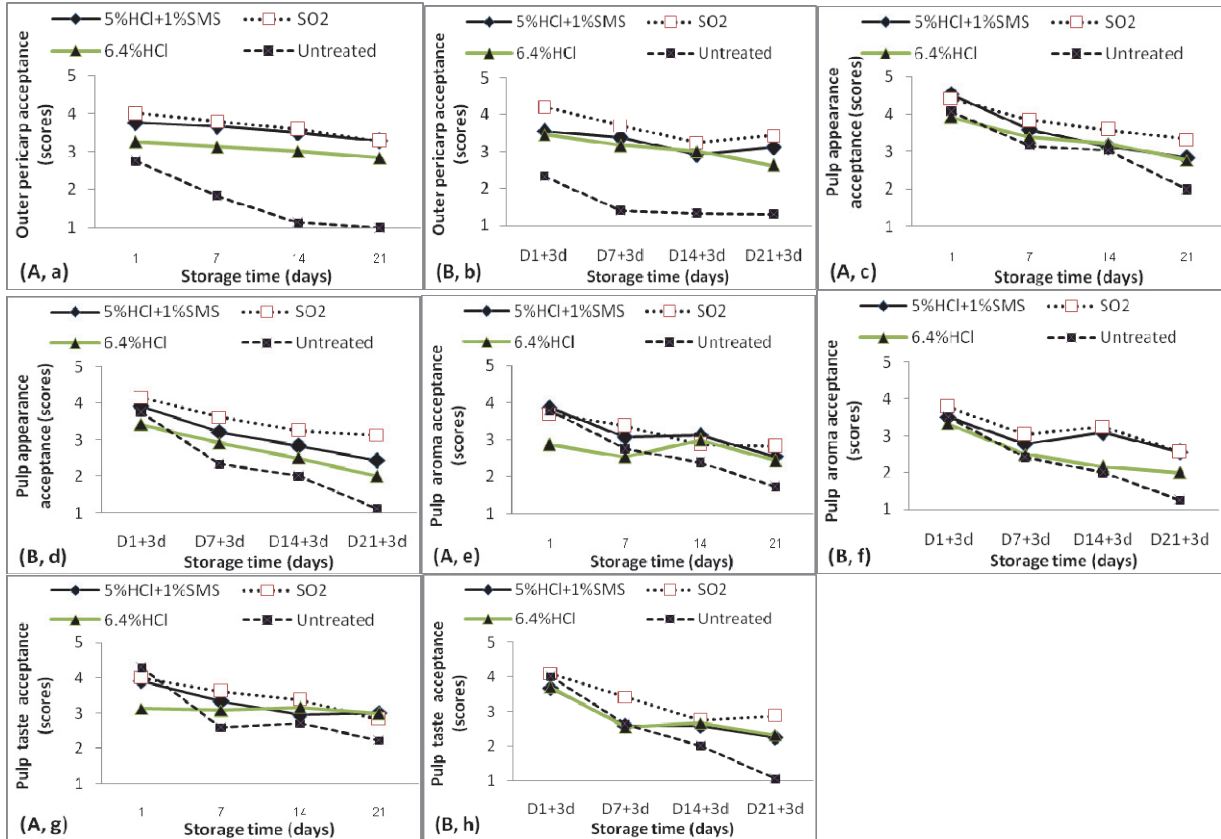 5%HCl+1%SMS SO2
6.4%HCl Untreated
Outer pericarp acceptance
(scores)
5
4
3
2
1
1 7 14 21
(A, a) Storage time (days)
5%HCl+1%SMS SO2
6.4%HCl Untreated
Outer pericarp acceptance
(scores)
5
4
3
2
1
D1+3d D7+3d D14+3d D21+3d
(B, b) Storage time (days)
5%HCl+1%SMS SO2
6.4%HCl Untreated
Pulp appearance
acceptance (scores)
5
4
3
2
1
1 7 14 21
(A, c) Storage time (days)
5%HCl+1%SMS SO2
6.4%HCl Untreated
Pulp appearance
acceptance (scores)
5
4
3
2
1
D1+3d D7+3d D14+3d D21+3d
(B, d) Storage time (days)
5%HCl+1%SMS SO2
6.4%HCl Untreated
Pulp aroma acceptance
(scores)
5
4
3
2
1
1 7 14 21
(A, e) Storage time (days)
5%HCl+1%SMS SO2
6.4%HCl Untreated
Pulp aroma acceptance
(scores)
5
4
3
2
1
D1+3d D7+3d D14+3d D21+3d
(B, f) Storage time (days)
5%HCl+1%SMS SO2
6.4%HCl Untreated
Pulp taste acceptance
(scores)
5
4
3
2
1
1 7 14 21
(A, g) Storage time (days)
5%HCl+1%SMS SO2
6.4%HCl Untreated
Pulp taste acceptance
(scores)
5
4
3
2
1
D1+3d D7+3d D14+3d D21+3d
(B, h) Storage time (days)